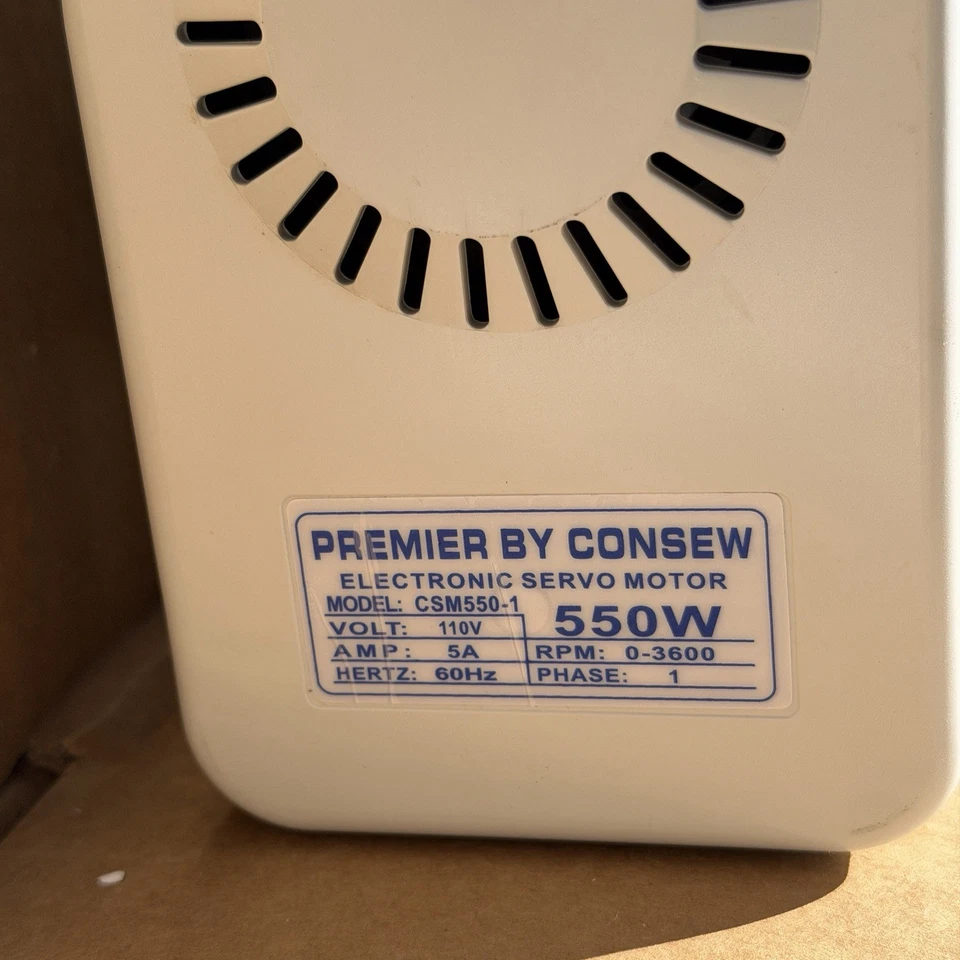 PREMIER BY CONSEW
ELECTRONIC SERVO MOTOR
MODEL: CSM550-1
550W
VOLT: 110V
AMP: 5A
RPM: 0-3600
HERTZ: 60Hz
PHASE: 1